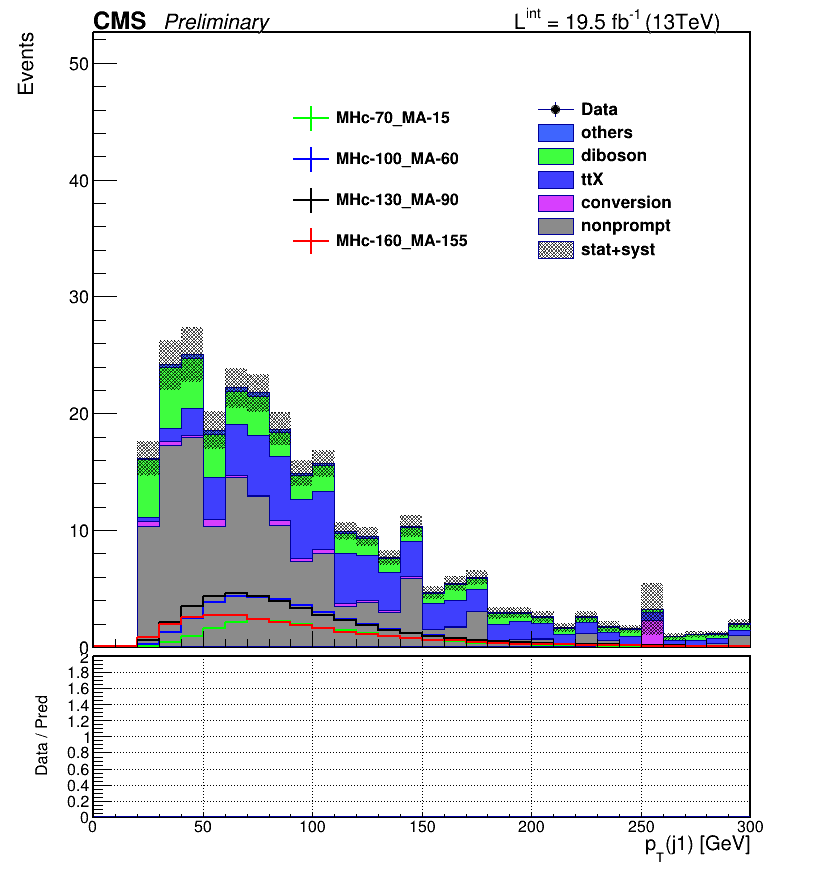 CMS Preliminary L^int = 19.5 fb^-1 (13TeV)
Events
50
40
30
20
10
0
MHc-70_MA-15
MHc-100_MA-60
MHc-130_MA-90
MHc-160_MA-155
Data
others
diboson
ttX
conversion
nonprompt
stat+syst
Data / Pred
2
1.8
1.6
1.4
1.2
1
0.8
0.6
0.4
0.2
0
0 50 100 150 200 250 300
p_T(j1) [GeV]